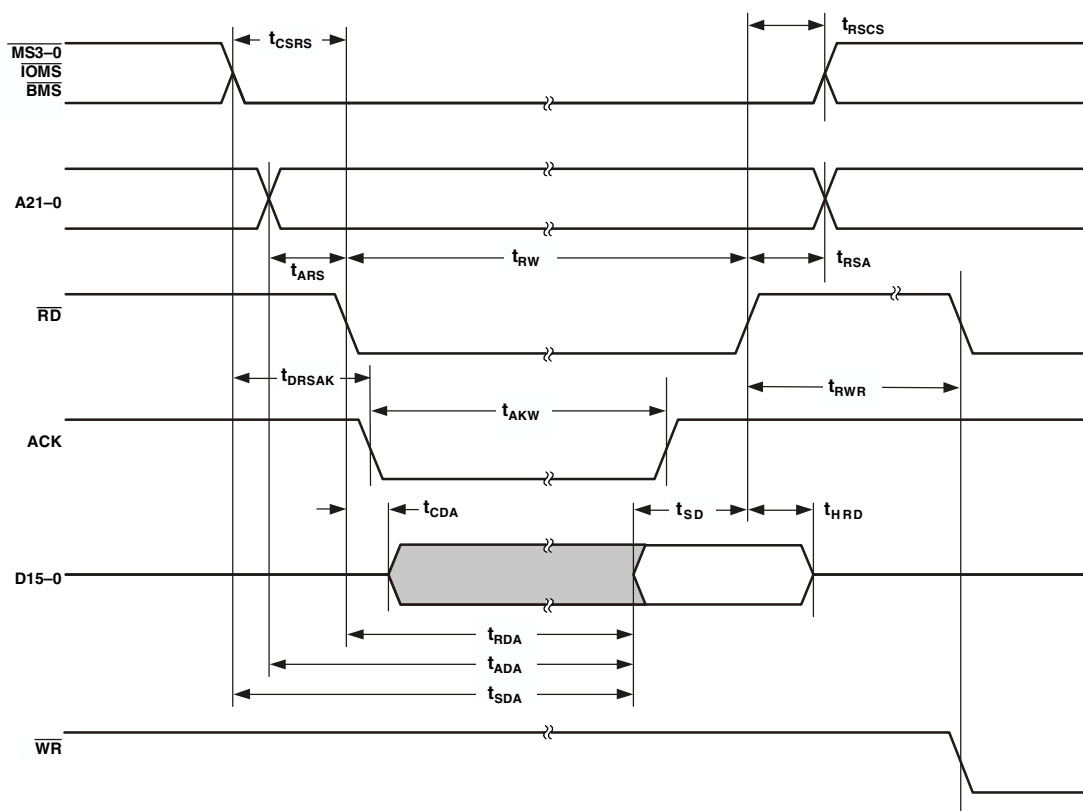 tCSRS
tRSCS
MS3–0
IOMS
BMS
A21–0
tARS
tRW
tRSA
RD
tDRSAK
tAKW
tRWR
ACK
tCDA
tSD
tHRD
D15–0
tRDA
tADA
tSDA
WR